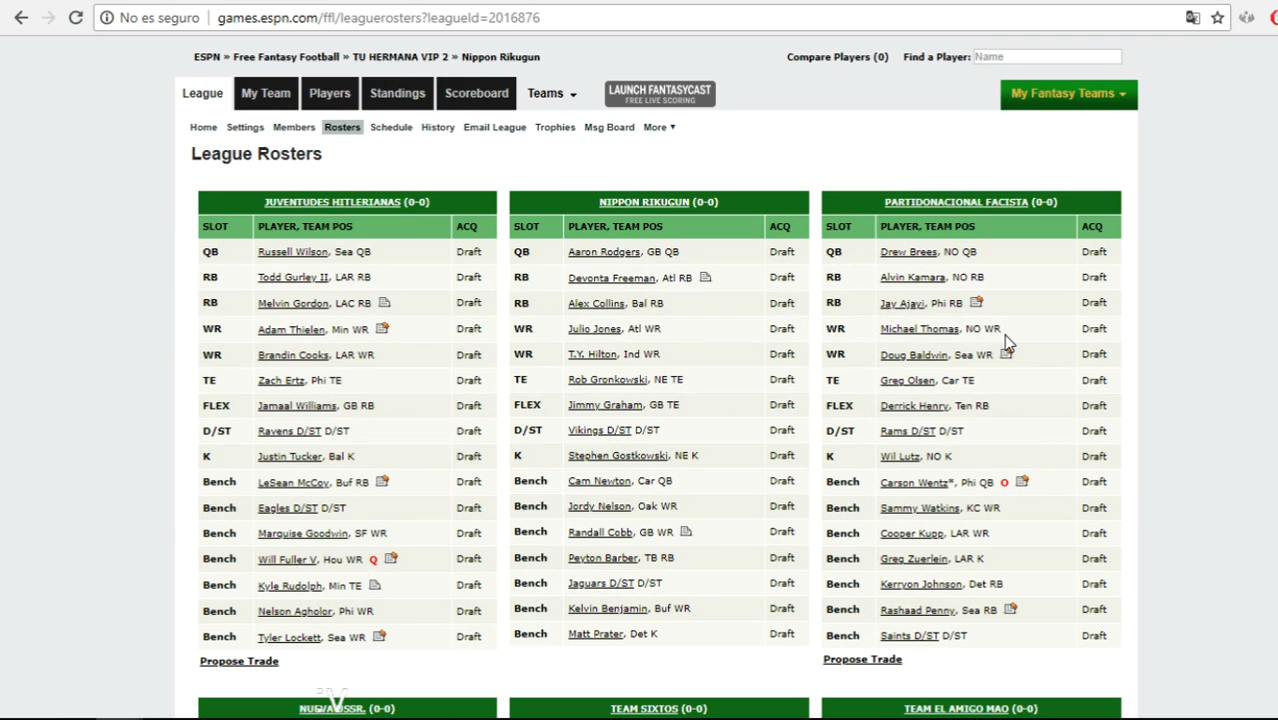 No es seguro games.espn.com/ffl/leaguerosters?leagueId=2016876
ESPN » Free Fantasy Football » TU HERMANA VIP 2 » Nippon Rikugun Compare Players (0) Find a Player: Name
League My Team Players Standings Scoreboard Teams LAUNCH FANTASYCAST My Fantasy Teams
FREE LIVE SCORING
Home Settings Members Rosters Schedule History Email League Trophies Msg Board More
League Rosters
JUVENTUDES HITLERIANAS (0-0)
SLOT PLAYER, TEAM POS ACQ
QB Russell Wilson, Sea QB Draft
RB Todd Gurley II, LAR RB Draft
RB Melvin Gordon, LAC RB Draft
WR Adam Thielen, Min WR Draft
WR Brandin Cooks, LAR WR Draft
TE Zach Ertz, Phi TE Draft
FLEX Jamaal Williams, GB RB Draft
D/ST Ravens D/ST D/ST Draft
K Justin Tucker, Bal K Draft
Bench LeSean McCoy, Buf RB Draft
Bench Eagles D/ST D/ST Draft
Bench Marquise Goodwin, SF WR Draft
Bench Will Fuller V, Hou WR Q Draft
Bench Kyle Rudolph, Min TE Draft
Bench Nelson Agholor, Phi WR Draft
Bench Tyler Lockett, Sea WR Draft
Propose Trade
NIPPON RIKUGUN (0-0)
SLOT PLAYER, TEAM POS ACQ
QB Aaron Rodgers, GB QB Draft
RB Devonta Freeman, Atl RB Draft
RB Alex Collins, Bal RB Draft
WR Julio Jones, Atl WR Draft
WR T.Y. Hilton, Ind WR Draft
TE Rob Gronkowski, NE TE Draft
FLEX Jimmy Graham, GB TE Draft
D/ST Vikings D/ST D/ST Draft
K Stephen Gostkowski, NE K Draft
Bench Cam Newton, Car QB Draft
Bench Jordy Nelson, Oak WR Draft
Bench Randall Cobb, GB WR Draft
Bench Peyton Barber, TB RB Draft
Bench Jaguars D/ST D/ST Draft
Bench Kelvin Benjamin, Buf WR Draft
Bench Matt Prater, Det K Draft
PARTIDONACIONAL FACISTA (0-0)
SLOT PLAYER, TEAM POS ACQ
QB Drew Brees, NO QB Draft
RB Alvin Kamara, NO RB Draft
RB Jay Ajayi, Phi RB Draft
WR Michael Thomas, NO WR Draft
WR Doug Baldwin, Sea WR Draft
TE Greg Olsen, Car TE Draft
FLEX Derrick Henry, Ten RB Draft
D/ST Rams D/ST D/ST Draft
K Wil Lutz, NO K Draft
Bench Carson Wentz*, Phi QB O Draft
Bench Sammy Watkins, KC WR Draft
Bench Cooper Kupp, LAR WR Draft
Bench Greg Zuerlein, LAR K Draft
Bench Kerryon Johnson, Det RB Draft
Bench Rashaad Penny, Sea RB Draft
Bench Saints D/ST D/ST Draft
Propose Trade
NUEVA USSR. (0-0) TEAM SIXTOS (0-0) TEAM EL AMIGO MAO (0-0)